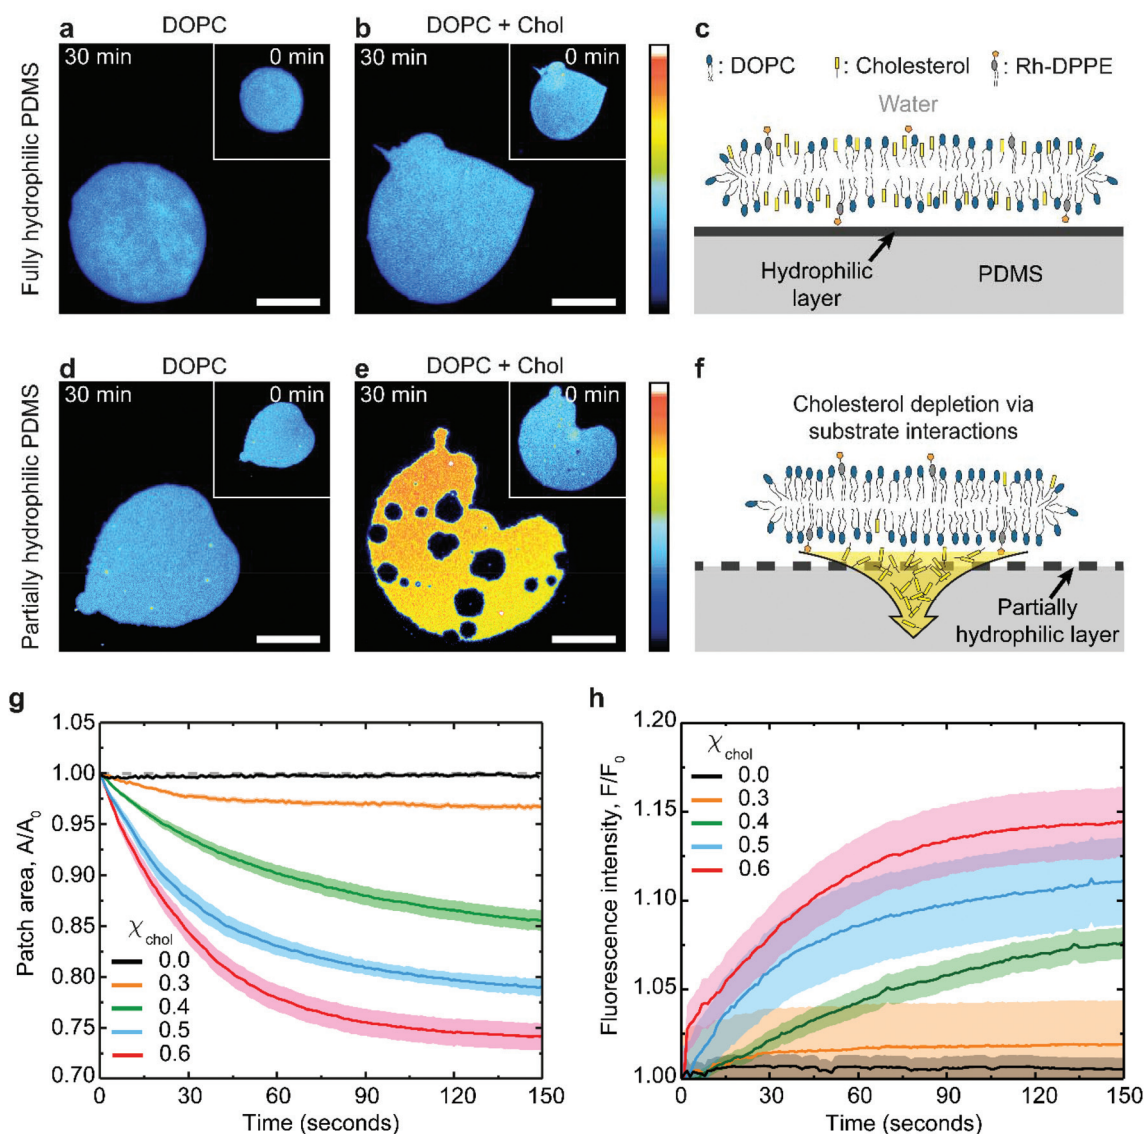 a
DOPC
30 min
0 min
Fully hydrophilic PDMS
b
DOPC + Chol
30 min
0 min
c
: DOPC
: Cholesterol
: Rh-DPPE
Water
Hydrophilic
layer
PDMS
d
DOPC
30 min
0 min
Partially hydrophilic PDMS
e
DOPC + Chol
30 min
0 min
f
Cholesterol depletion via
substrate interactions
Partially
hydrophilic layer
g
Patch area, A/A0
1.05
1.00
0.95
0.90
0.85
0.80
0.75
0.70
χchol
0.0
0.3
0.4
0.5
0.6
0
30
60
90
120
150
Time (seconds)
h
Fluorescence intensity, F/F0
1.20
1.15
1.10
1.05
1.00
χchol
0.0
0.3
0.4
0.5
0.6
0
30
60
90
120
150
Time (seconds)